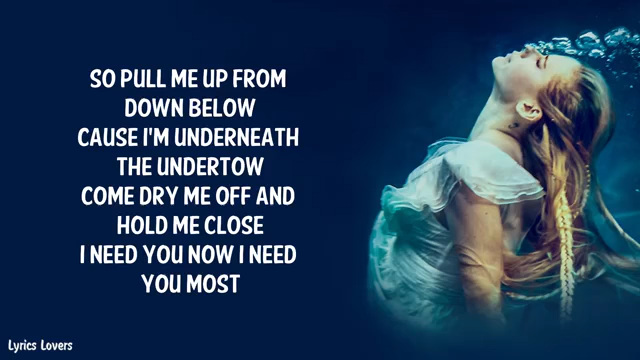 SO PULL ME UP FROM
DOWN BELOW
CAUSE I'M UNDERNEATH
THE UNDERTOW
COME DRY ME OFF AND
HOLD ME CLOSE
I NEED YOU NOW I NEED
YOU MOST
Lyrics Lovers